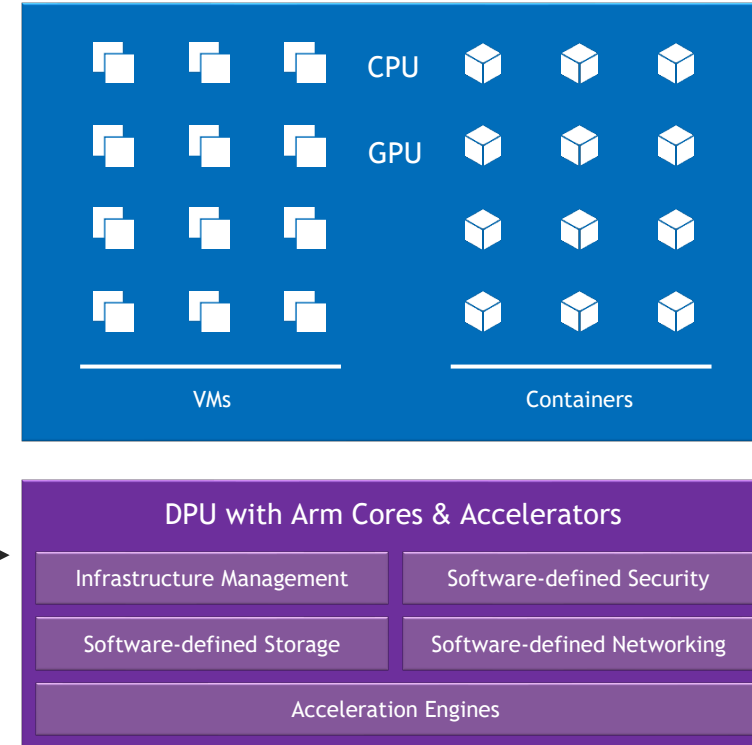 CPU
GPU
VMs
Containers
DPU with Arm Cores & Accelerators
Infrastructure Management
Software-defined Security
Software-defined Storage
Software-defined Networking
Acceleration Engines